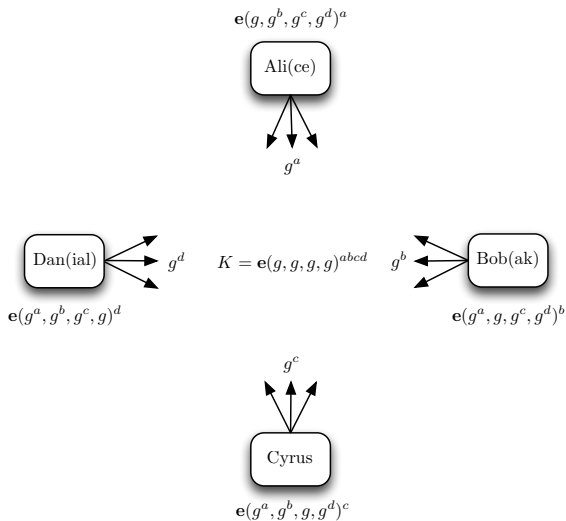 e(g, g^b, g^c, g^d)^a
Ali(ce)
g^a
Dan(ial)
g^d
K = e(g, g, g, g)^{abcd}
g^b
Bob(ak)
e(g^a, g^b, g^c, g)^d
e(g^a, g, g^c, g^d)^b
g^c
Cyrus
e(g^a, g^b, g, g^d)^c